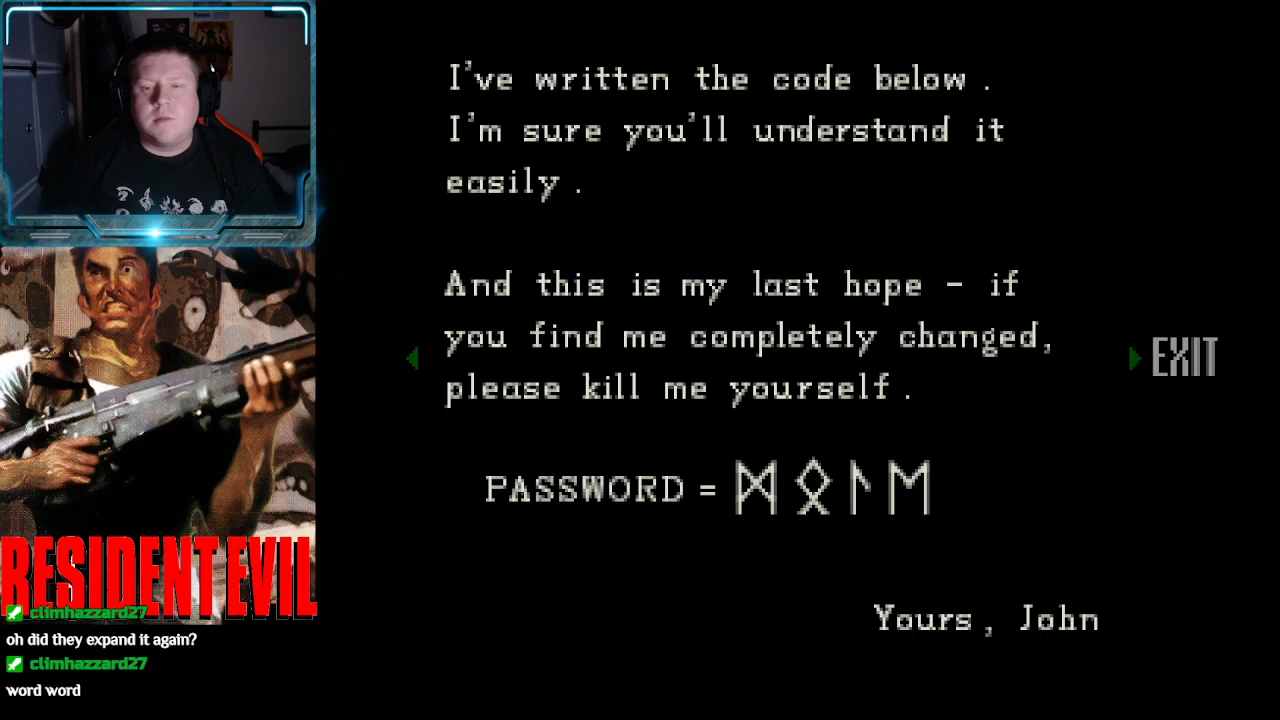 I've written the code below .
I'm sure you'll understand it
easily .
And this is my last hope - if
you find me completely changed,
please kill me yourself .
EXIT
PASSWORD = ᛞᛟᛚᛖ
Yours, John
RESIDENT EVIL
climhazzard27
oh did they expand it again?
climhazzard27
word word